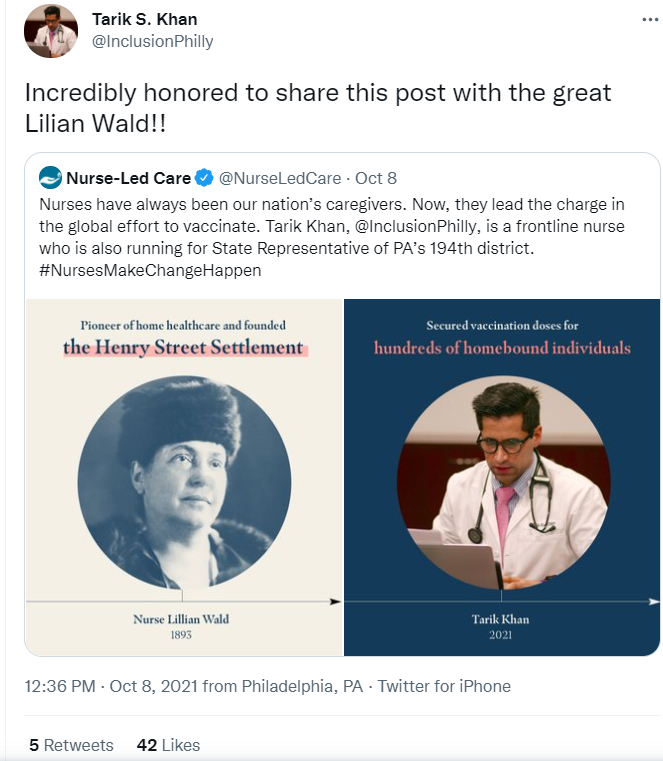 Tarik S. Khan
@InclusionPhilly
Incredibly honored to share this post with the great
Lilian Wald!!
Nurse-Led Care @NurseLedCare · Oct 8
Nurses have always been our nation’s caregivers. Now, they lead the charge in
the global effort to vaccinate. Tarik Khan, @InclusionPhilly, is a frontline nurse
who is also running for State Representative of PA’s 194th district.
#NursesMakeChangeHappen
Pioneer of home healthcare and founded
the Henry Street Settlement
Nurse Lillian Wald
1893
Secured vaccination doses for
hundreds of homebound individuals
Tarik Khan
2021
12:36 PM · Oct 8, 2021 from Philadelphia, PA · Twitter for iPhone
5 Retweets 42 Likes